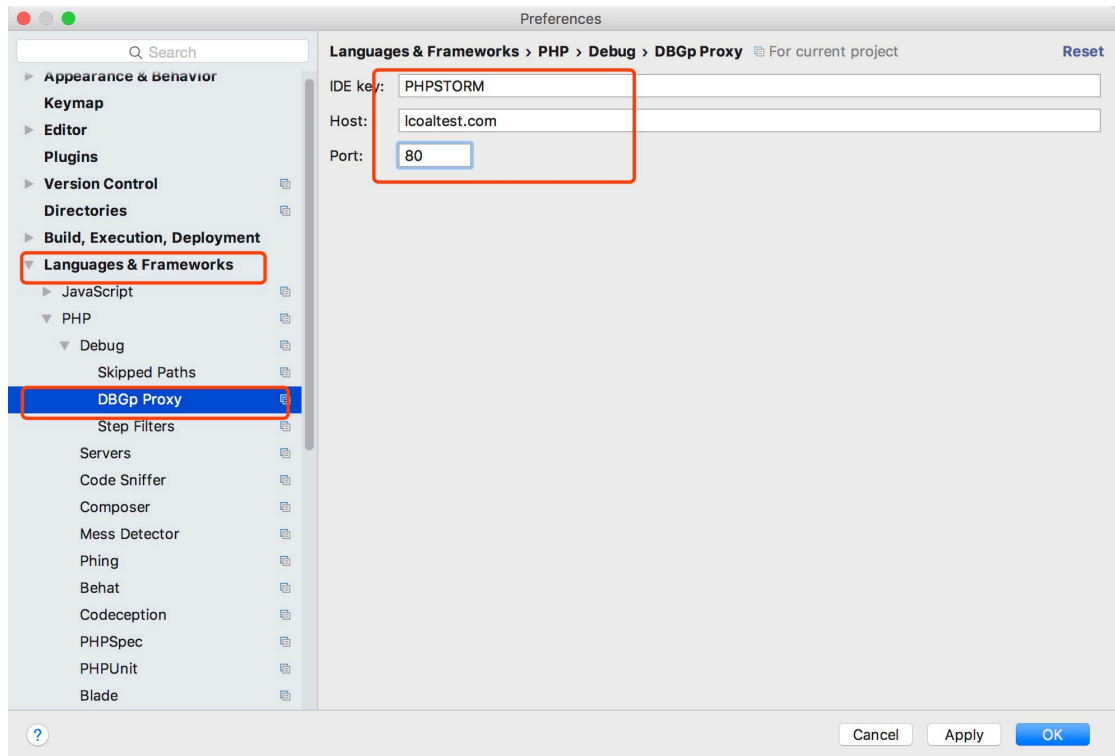 Preferences
Search
Languages & Frameworks › PHP › Debug › DBGp Proxy For current project Reset
Appearance & Behavior
Keymap
Editor
Plugins
Version Control
Directories
Build, Execution, Deployment
Languages & Frameworks
JavaScript
PHP
Debug
Skipped Paths
DBGp Proxy
Step Filters
Servers
Code Sniffer
Composer
Mess Detector
Phing
Behat
Codeception
PHPSpec
PHPUnit
Blade
IDE key: PHPSTORM
Host: lcoaltest.com
Port: 80
?
Cancel Apply OK